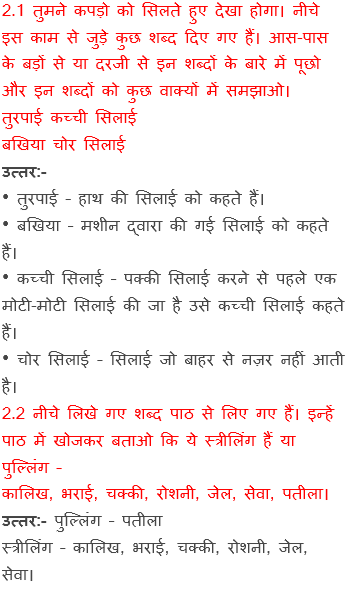 2.1 तुमने कपड़ो को सिलते हुए देखा होगा। नीचे
इस काम से जुड़े कुछ शब्द दिए गए हैं। आस-पास
के बड़ों से या दरजी से इन शब्दों के बारे में पूछो
और इन शब्दों को कुछ वाक्यों में समझाओ।
तुरपाई कच्ची सिलाई
बखिया चोर सिलाई
उत्तर:-
• तुरपाई - हाथ की सिलाई को कहते हैं।
• बखिया - मशीन द्वारा की गई सिलाई को कहते
हैं।
• कच्ची सिलाई - पक्की सिलाई करने से पहले एक
मोटी-मोटी सिलाई की जा है उसे कच्ची सिलाई कहते
हैं।
• चोर सिलाई - सिलाई जो बाहर से नज़र नहीं आती
है।
2.2 नीचे लिखे गए शब्द पाठ से लिए गए हैं। इन्हें
पाठ में खोजकर बताओ कि ये स्त्रीलिंग हैं या
पुल्लिंग -
कालिख, भराई, चक्की, रोशनी, जेल, सेवा, पतीला।
उत्तर:- पुल्लिंग - पतीला
स्त्रीलिंग - कालिख, भराई, चक्की, रोशनी, जेल,
सेवा।